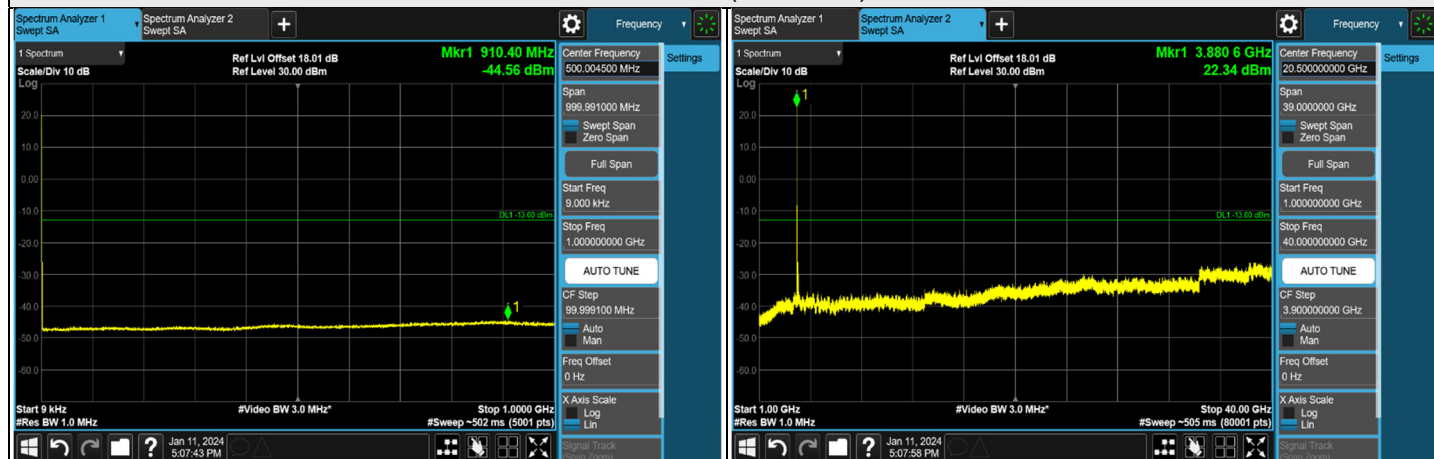 Spectrum Analyzer 1
Swept SA
Spectrum Analyzer 2
Swept SA
+
Frequency
1 Spectrum
Scale/Div 10 dB
Log
Ref Lvl Offset 18.01 dB
Ref Level 30.00 dBm
Mkr1 910.40 MHz
-44.56 dBm
20.0
10.0
0.00
-10.0
-20.0
-30.0
-40.0
-50.0
-60.0
DL1 -13.00 dBm
1
Start 9 kHz
#Res BW 1.0 MHz
#Video BW 3.0 MHz*
Stop 1.0000 GHz
#Sweep ~502 ms (5001 pts)
Center Frequency
500.004500 MHz
Settings
Span
999.991000 MHz
Swept Span
Zero Span
Full Span
Start Freq
9.000 kHz
Stop Freq
1.000000000 GHz
AUTO TUNE
CF Step
99.999100 MHz
Auto
Man
Freq Offset
0 Hz
X Axis Scale
Log
Lin
Signal Track
(Span Zoom)
?
Jan 11, 2024
5:07:43 PM
Spectrum Analyzer 1
Swept SA
Spectrum Analyzer 2
Swept SA
+
Frequency
1 Spectrum
Scale/Div 10 dB
Log
Ref Lvl Offset 18.01 dB
Ref Level 30.00 dBm
Mkr1 3.880 6 GHz
22.34 dBm
20.0
10.0
0.00
-10.0
-20.0
-30.0
-40.0
-50.0
-60.0
DL1 -13.00 dBm
1
Start 1.00 GHz
#Res BW 1.0 MHz
#Video BW 3.0 MHz*
Stop 40.00 GHz
#Sweep ~505 ms (80001 pts)
Center Frequency
20.500000000 GHz
Settings
Span
39.0000000 GHz
Swept Span
Zero Span
Full Span
Start Freq
1.000000000 GHz
Stop Freq
40.000000000 GHz
AUTO TUNE
CF Step
3.900000000 GHz
Auto
Man
Freq Offset
0 Hz
X Axis Scale
Log
Lin
Signal Track
(Span Zoom)
?
Jan 11, 2024
5:07:58 PM